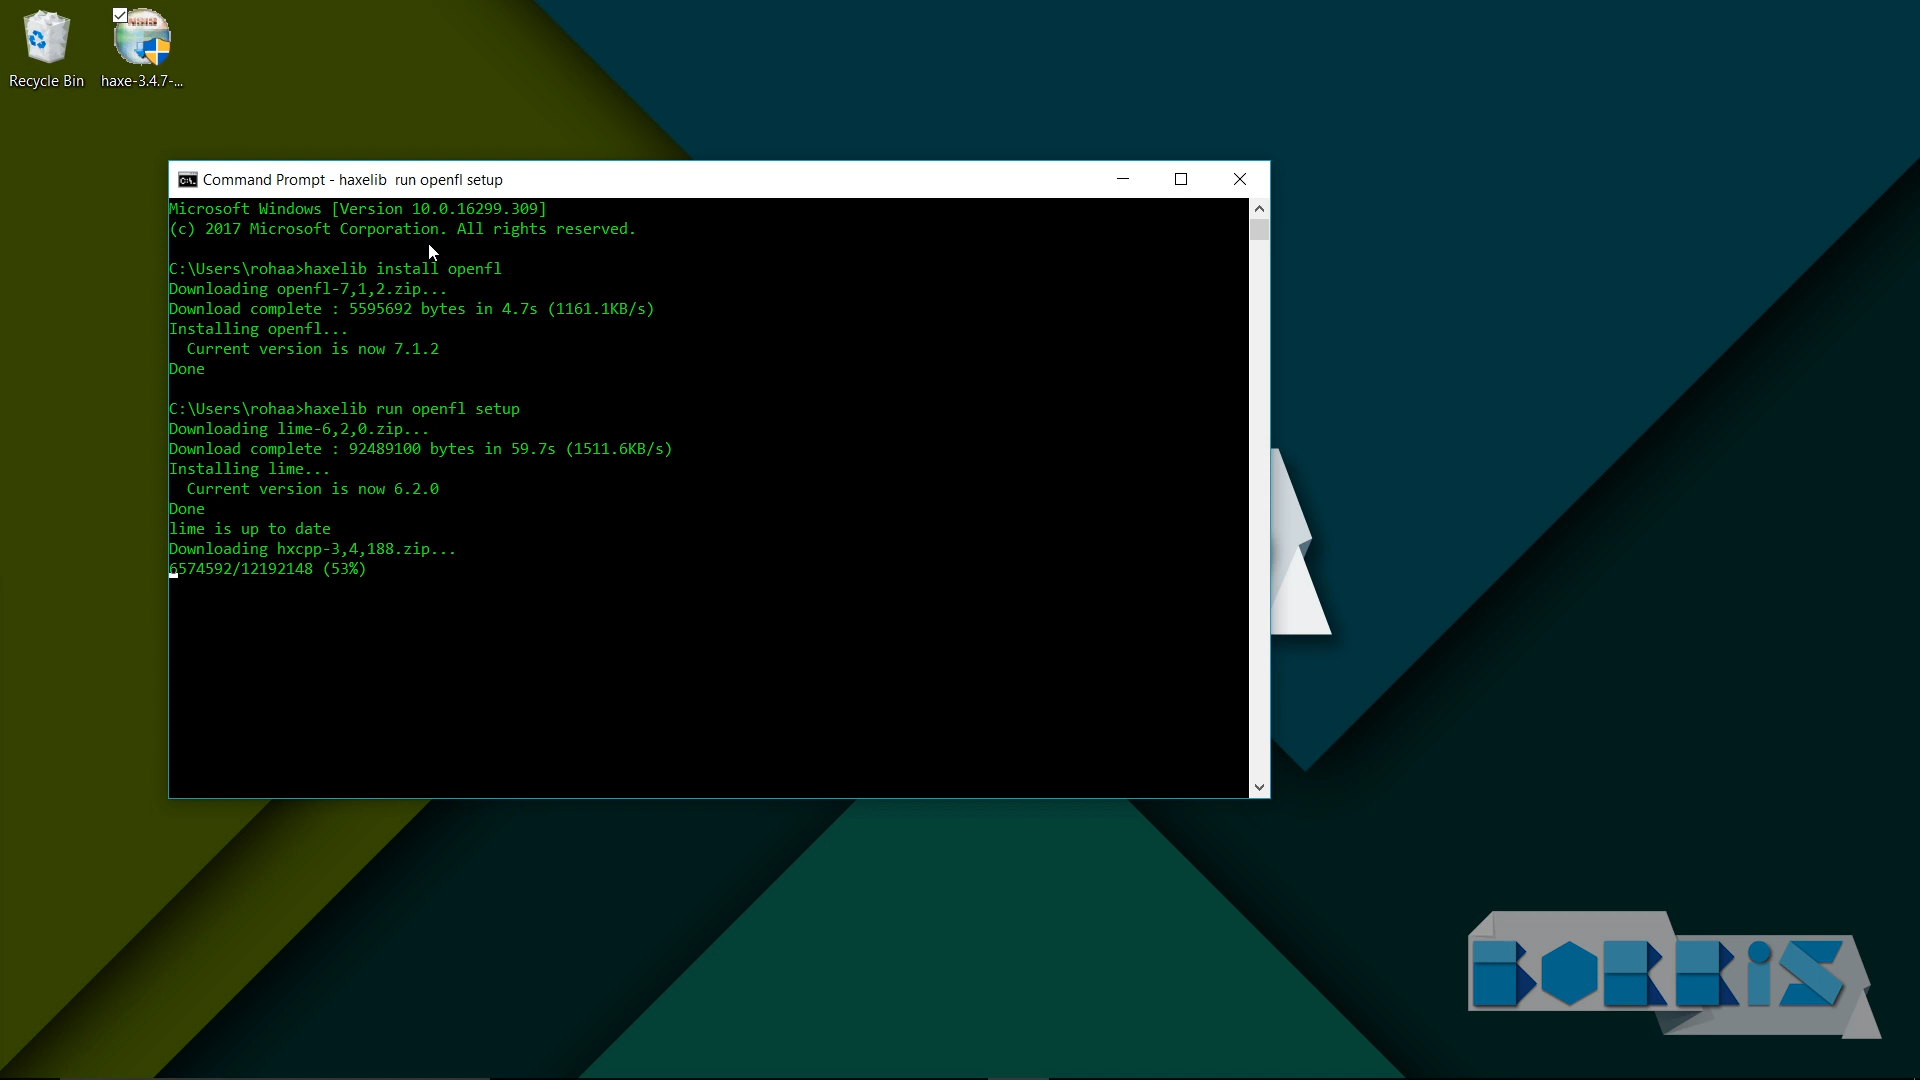 Recycle Bin
haxe-3.4.7-...
Command Prompt - haxelib  run openfl setup
Microsoft Windows [Version 10.0.16299.309]
(c) 2017 Microsoft Corporation. All rights reserved.
C:\Users\rohaa>haxelib install openfl
Downloading openfl-7,1,2.zip...
Download complete : 5595692 bytes in 4.7s (1161.1KB/s)
Installing openfl...
  Current version is now 7.1.2
Done
C:\Users\rohaa>haxelib run openfl setup
Downloading lime-6,2,0.zip...
Download complete : 92489100 bytes in 59.7s (1511.6KB/s)
Installing lime...
  Current version is now 6.2.0
Done
lime is up to date
Downloading hxcpp-3,4,188.zip...
6574592/12192148 (53%)
BORRiS